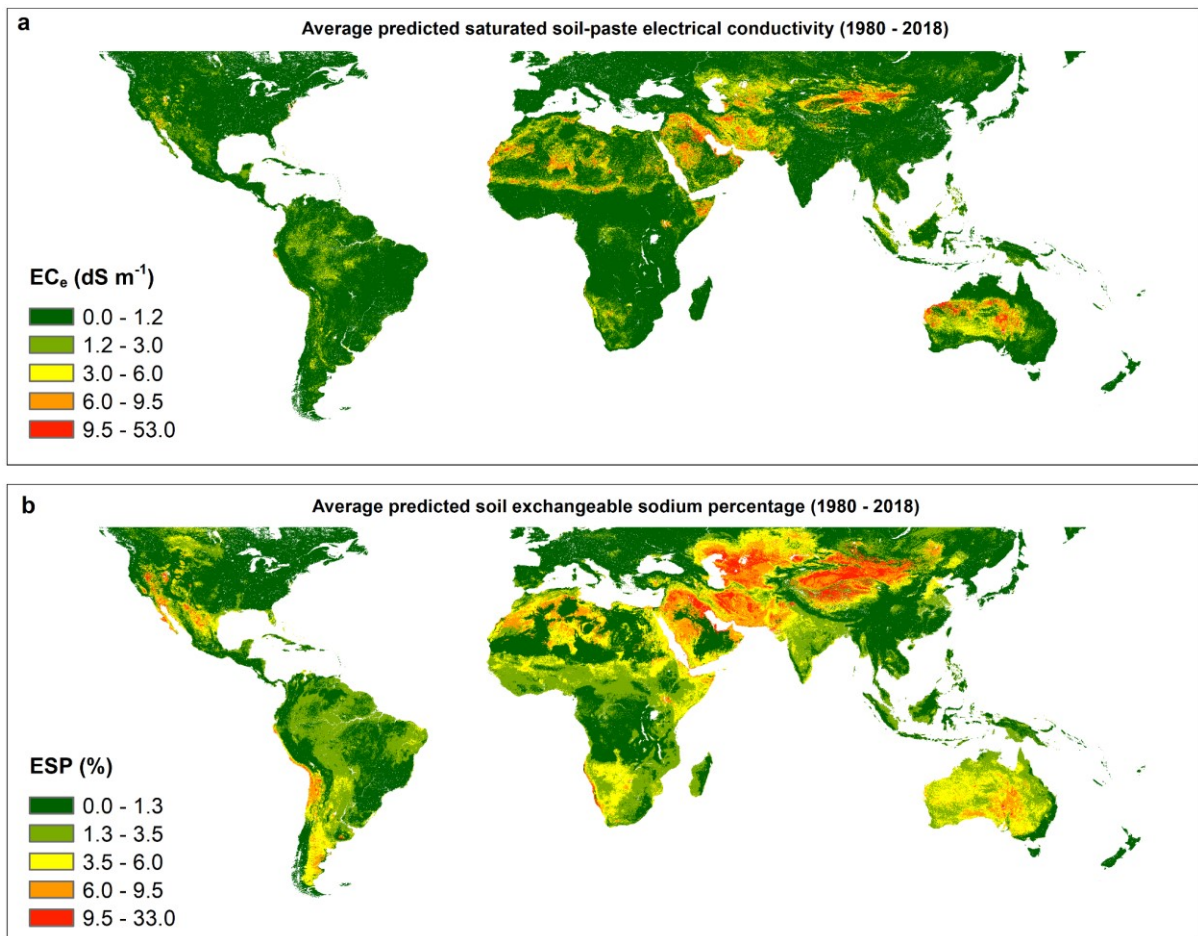 a
Average predicted saturated soil-paste electrical conductivity (1980 - 2018)
ECₑ (dS m⁻¹)
0.0 - 1.2
1.2 - 3.0
3.0 - 6.0
6.0 - 9.5
9.5 - 53.0
b
Average predicted soil exchangeable sodium percentage (1980 - 2018)
ESP (%)
0.0 - 1.3
1.3 - 3.5
3.5 - 6.0
6.0 - 9.5
9.5 - 33.0